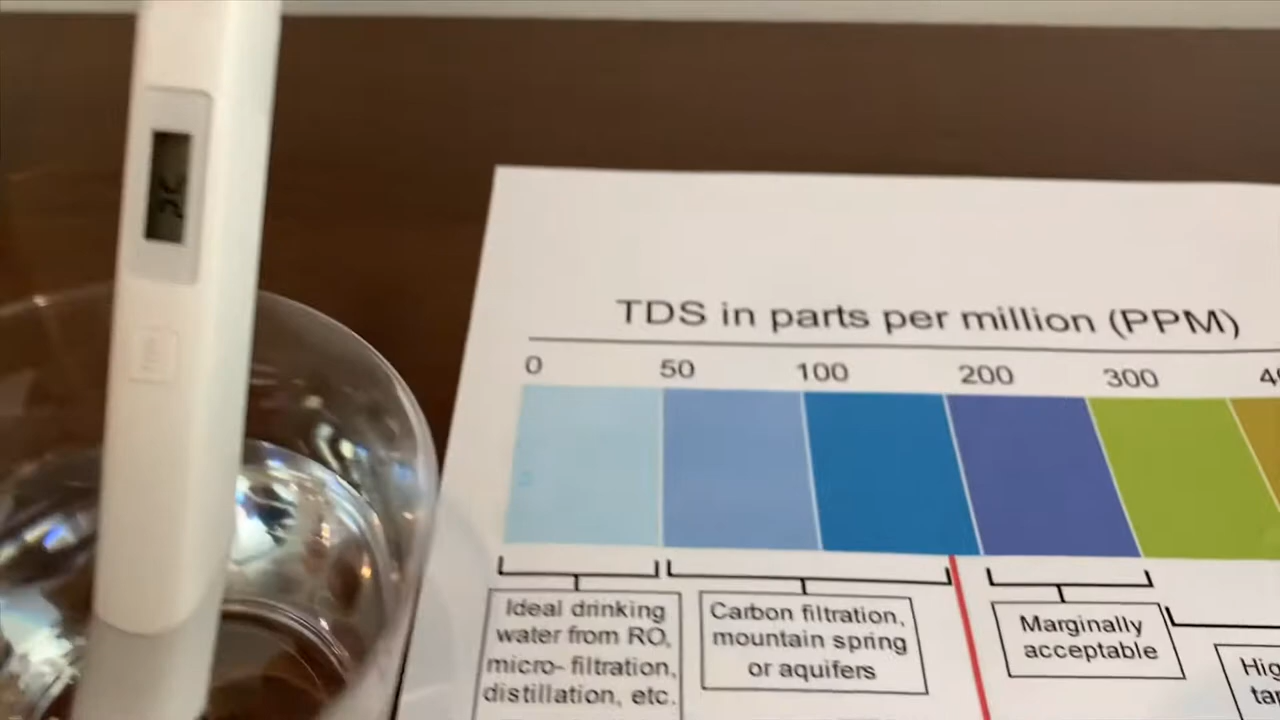 TDS in parts per million (PPM)
0 50 100 200 300
Ideal drinking
water from RO,
micro- filtration,
distillation, etc.
Carbon filtration,
mountain spring
or aquifers
Marginally
acceptable